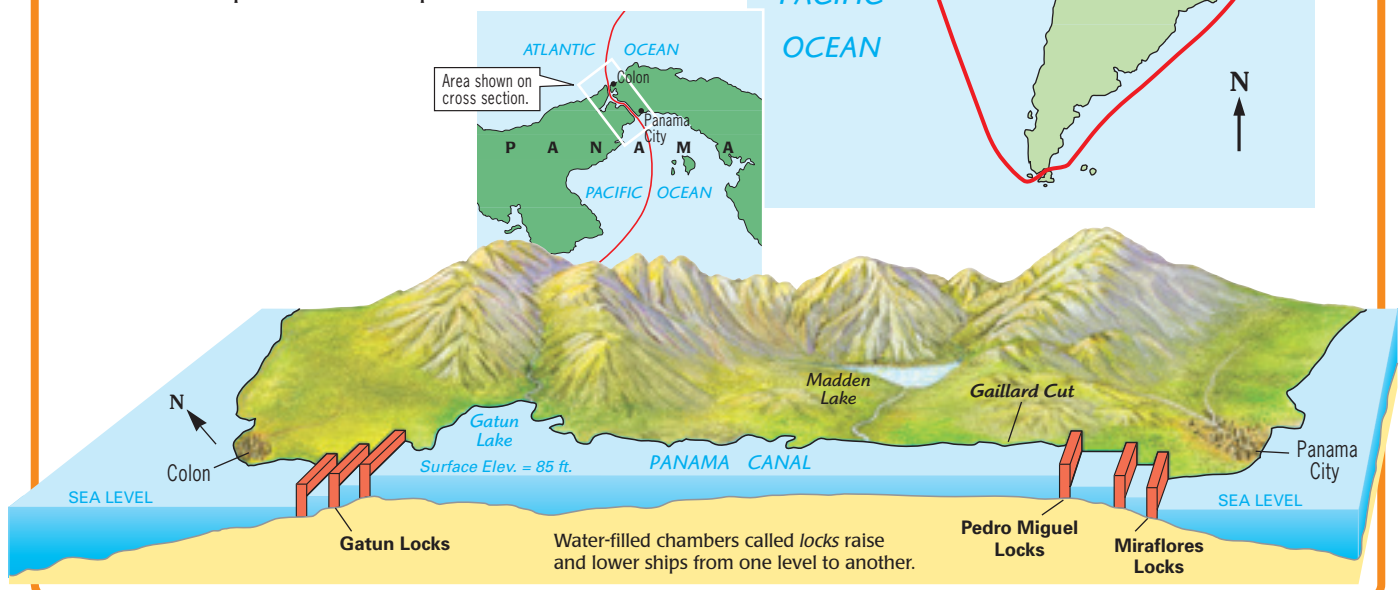 PACIFIC
OCEAN
N
ATLANTIC OCEAN
Area shown on
cross section.
Colon
Panama
City
P A N A M A
PACIFIC OCEAN
N
Colon
SEA LEVEL
Gatun
Lake
Surface Elev. = 85 ft.
PANAMA CANAL
Madden
Lake
Gaillard Cut
Panama
City
SEA LEVEL
Gatun Locks
Water-filled chambers called locks raise
and lower ships from one level to another.
Pedro Miguel
Locks
Miraflores
Locks